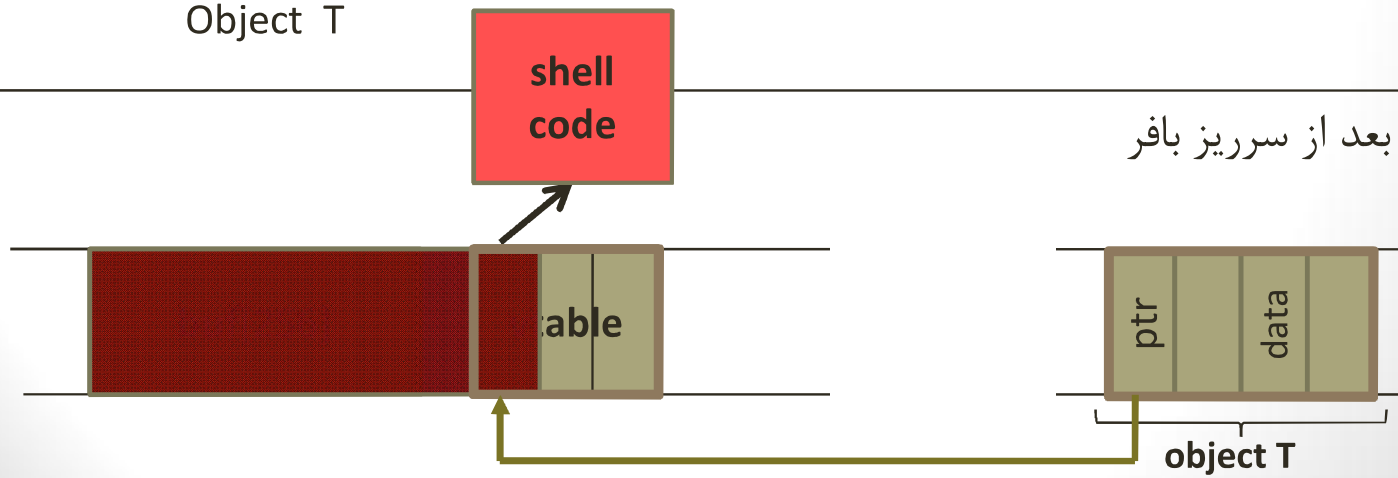 Object T
shell
code
بعد از سرریز بافر
table
ptr
data
object T